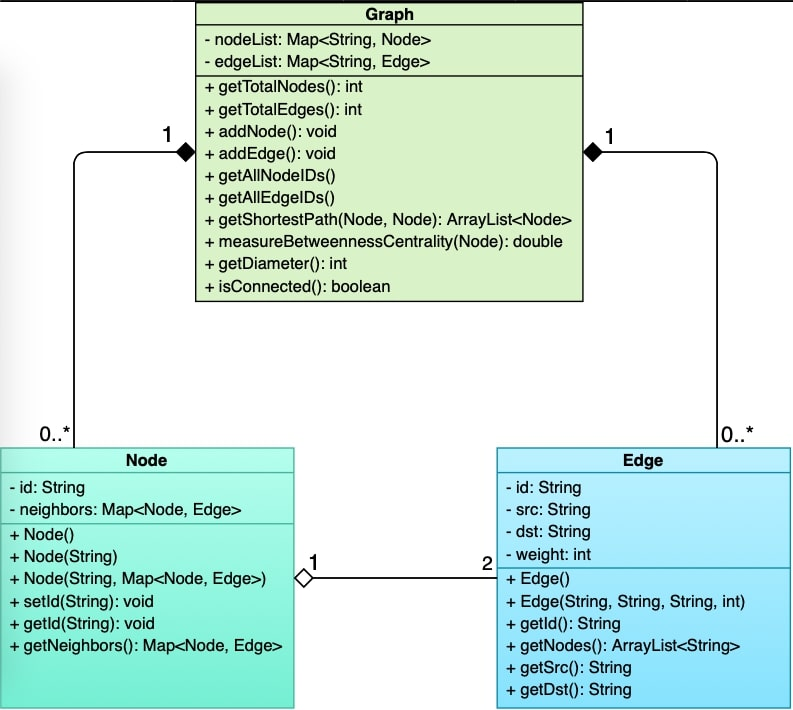 Graph
- nodeList: Map<String, Node>
- edgeList: Map<String, Edge>
+ getTotalNodes(): int
+ getTotalEdges(): int
+ addNode(): void
+ addEdge(): void
+ getAllNodeIDs()
+ getAllEdgeIDs()
+ getShortestPath(Node, Node): ArrayList<Node>
+ measureBetweennessCentrality(Node): double
+ getDiameter(): int
+ isConnected(): boolean
1
1
0..*
0..*
Node
- id: String
- neighbors: Map<Node, Edge>
+ Node()
+ Node(String)
+ Node(String, Map<Node, Edge>)
+ setId(String): void
+ getId(String): void
+ getNeighbors(): Map<Node, Edge>
1
2
Edge
- id: String
- src: String
- dst: String
- weight: int
+ Edge()
+ Edge(String, String, String, int)
+ getId(): String
+ getNodes(): ArrayList<String>
+ getSrc(): String
+ getDst(): String